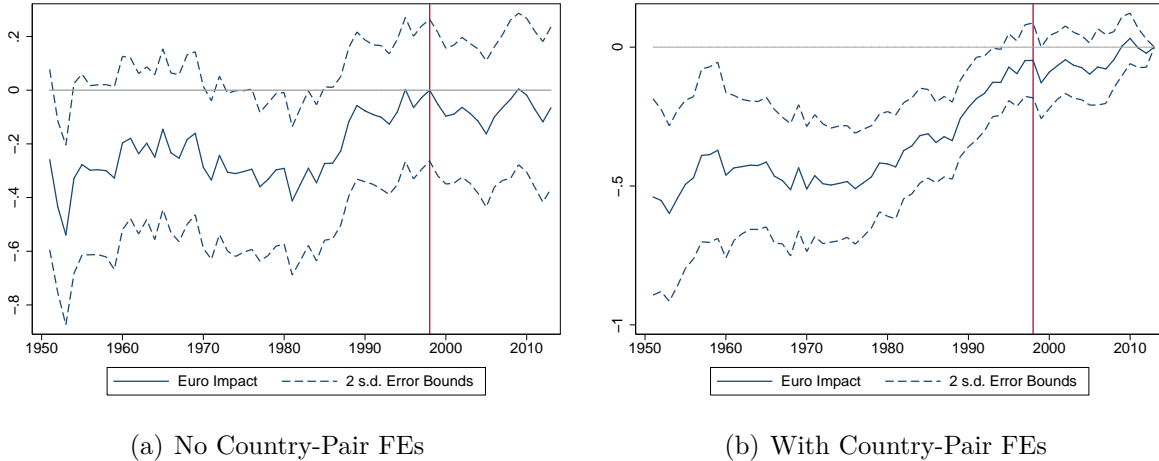 .2
0
-.2
-.4
-.6
-.8
1950 1960 1970 1980 1990 2000 2010
Euro Impact 2 s.d. Error Bounds
(a) No Country-Pair FEs
0
-.5
-1
1950 1960 1970 1980 1990 2000 2010
Euro Impact 2 s.d. Error Bounds
(b) With Country-Pair FEs